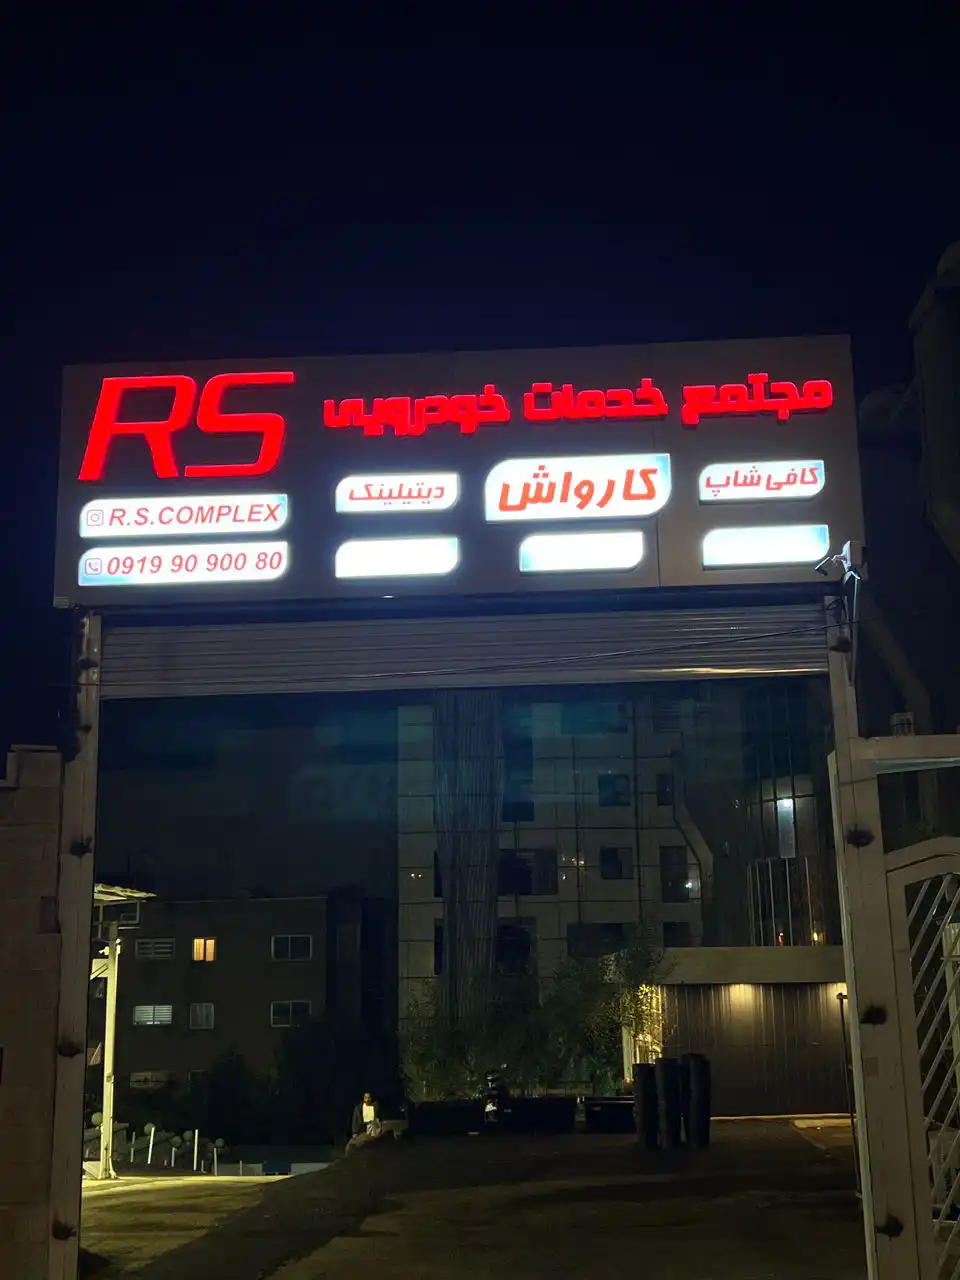 RS
مجتمع خدمات خودرویی
کافی شاپ
کارواش
دیتیلینگ
R.S.COMPLEX
0919 90 900 80